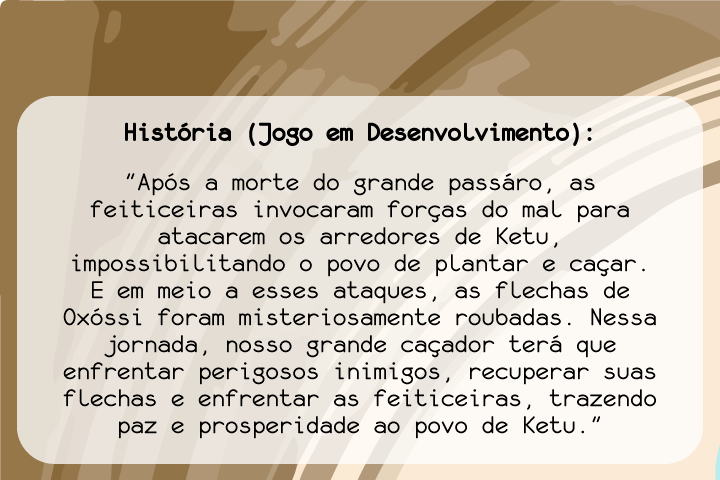 História (Jogo em Desenvolvimento):
"Após a morte do grande passáro, as
feiticeiras invocaram forças do mal para
atacarem os arredores de Ketu,
impossibilitando o povo de plantar e caçar.
E em meio a esses ataques, as flechas de
Oxóssi foram misteriosamente roubadas. Nessa
jornada, nosso grande caçador terá que
enfrentar perigosos inimigos, recuperar suas
flechas e enfrentar as feiticeiras, trazendo
paz e prosperidade ao povo de Ketu."